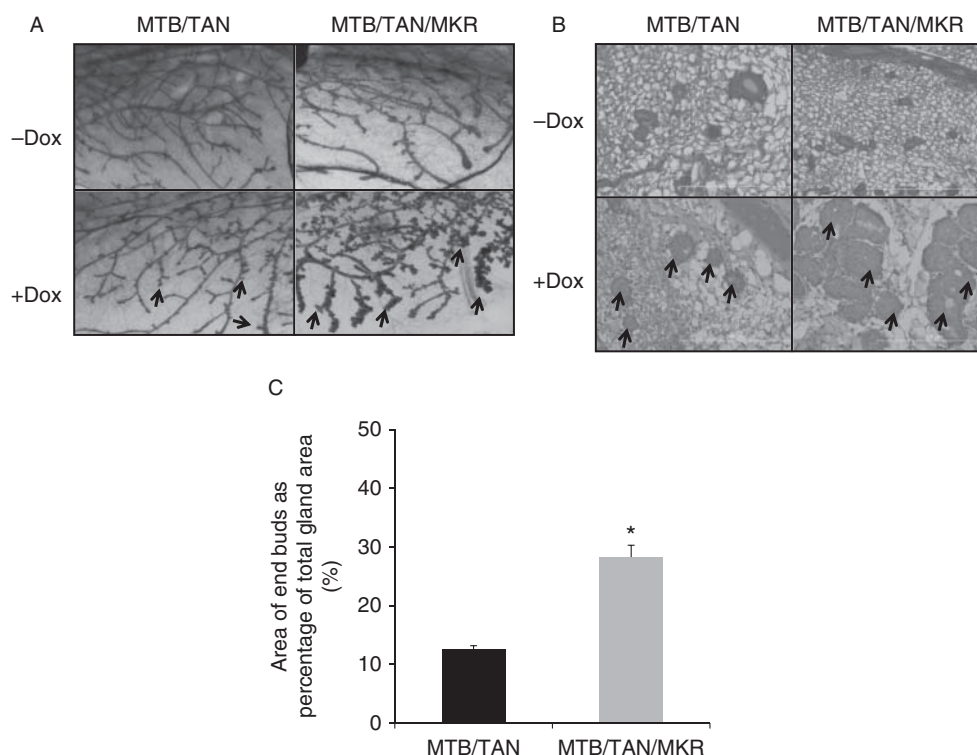 A
MTB/TAN
MTB/TAN/MKR
–Dox
+Dox
B
MTB/TAN
MTB/TAN/MKR
–Dox
+Dox
C
Area of end buds as
percentage of total gland area
(%)
50
40
30
20
10
0
*
MTB/TAN
MTB/TAN/MKR